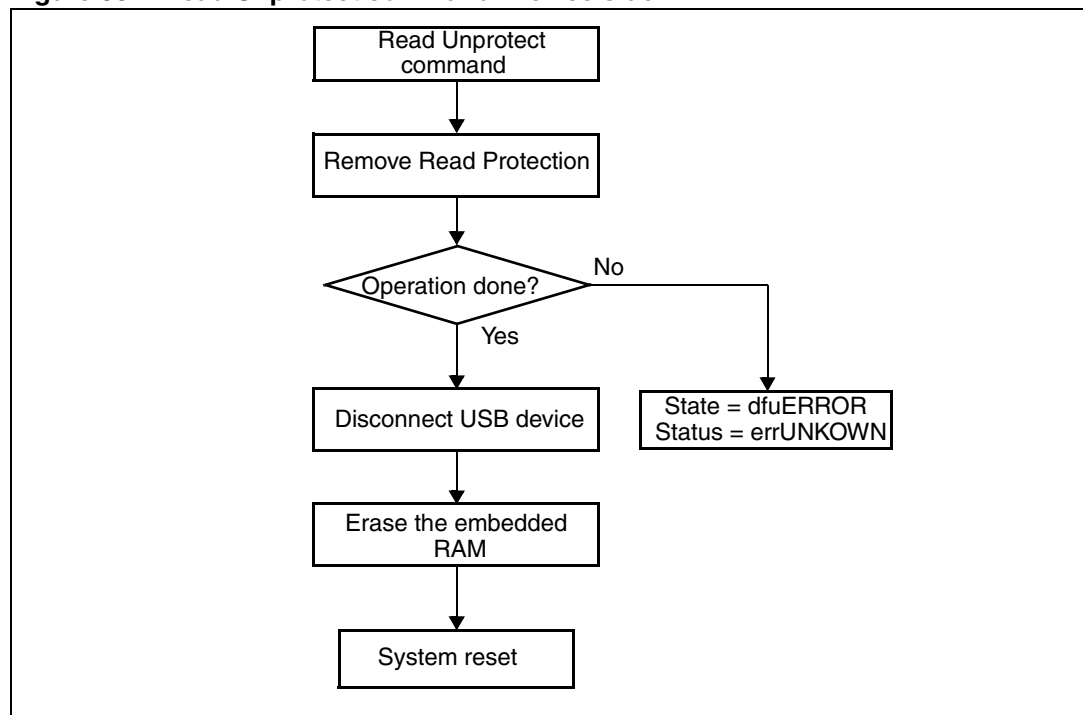 Read Unprotect
command
Remove Read Protection
Operation done?
No
Yes
Disconnect USB device
State = dfuERROR
Status = errUNKOWN
Erase the embedded
RAM
System reset